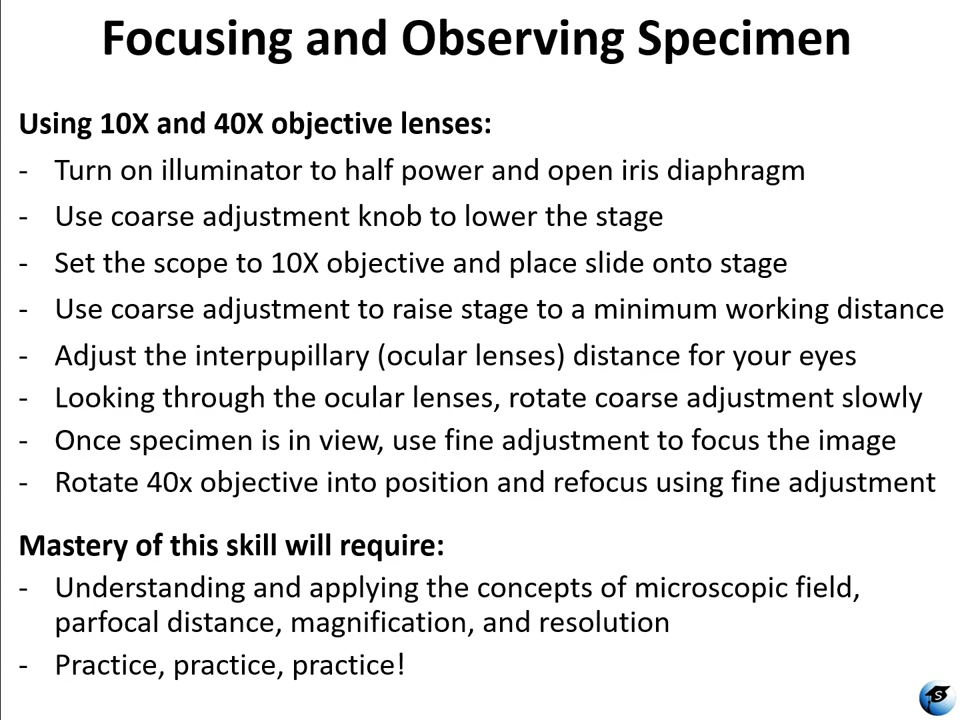 Focusing and Observing Specimen
Using 10X and 40X objective lenses:
- Turn on illuminator to half power and open iris diaphragm
- Use coarse adjustment knob to lower the stage
- Set the scope to 10X objective and place slide onto stage
- Use coarse adjustment to raise stage to a minimum working distance
- Adjust the interpupillary (ocular lenses) distance for your eyes
- Looking through the ocular lenses, rotate coarse adjustment slowly
- Once specimen is in view, use fine adjustment to focus the image
- Rotate 40x objective into position and refocus using fine adjustment
Mastery of this skill will require:
- Understanding and applying the concepts of microscopic field,
parfocal distance, magnification, and resolution
- Practice, practice, practice!
S